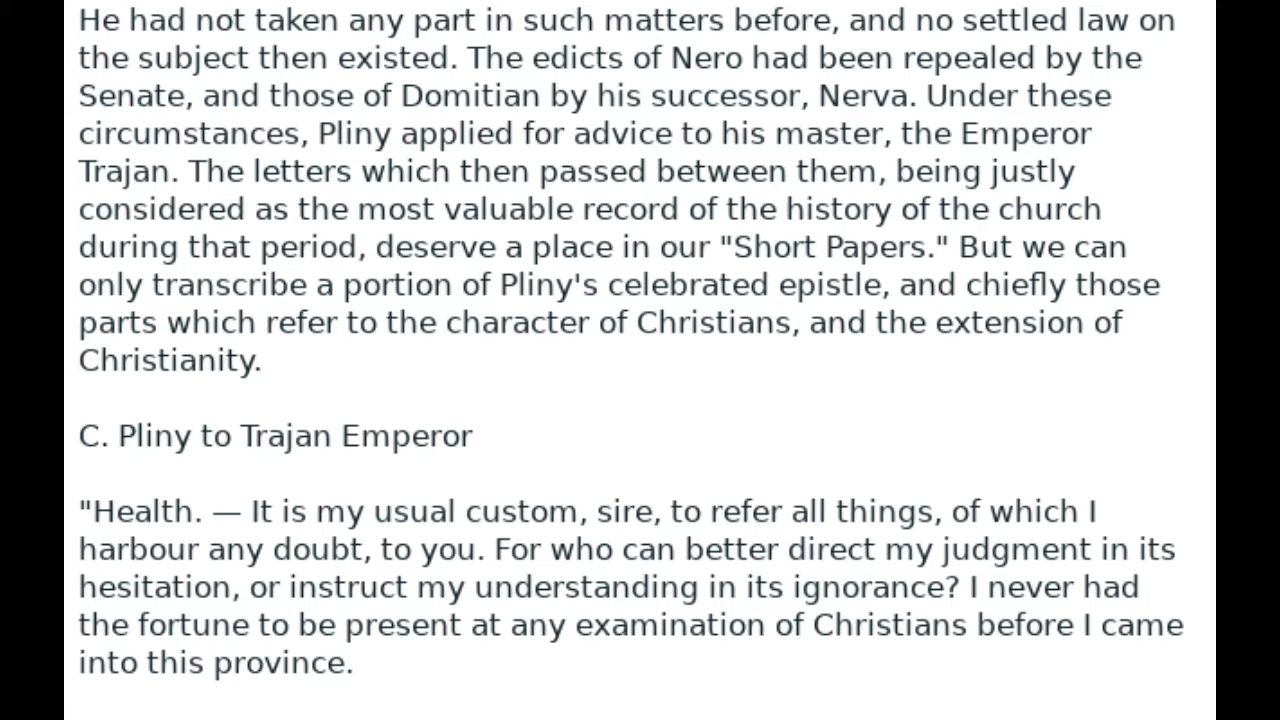 He had not taken any part in such matters before, and no settled law on
the subject then existed. The edicts of Nero had been repealed by the
Senate, and those of Domitian by his successor, Nerva. Under these
circumstances, Pliny applied for advice to his master, the Emperor
Trajan. The letters which then passed between them, being justly
considered as the most valuable record of the history of the church
during that period, deserve a place in our "Short Papers." But we can
only transcribe a portion of Pliny's celebrated epistle, and chiefly those
parts which refer to the character of Christians, and the extension of
Christianity.
C. Pliny to Trajan Emperor
"Health. — It is my usual custom, sire, to refer all things, of which I
harbour any doubt, to you. For who can better direct my judgment in its
hesitation, or instruct my understanding in its ignorance? I never had
the fortune to be present at any examination of Christians before I came
into this province.